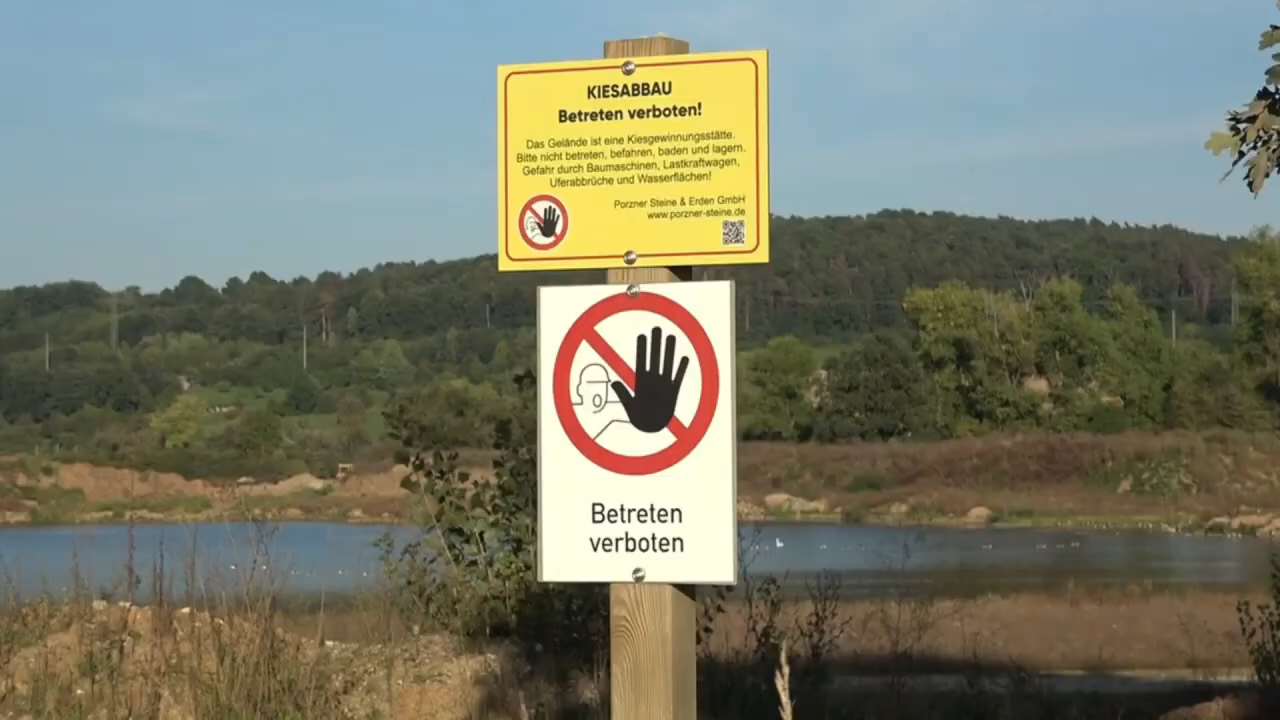 KIESABBAU
Betreten verboten!
Das Gelände ist eine Kiesgewinnungsstätte.
Bitte nicht betreten, befahren, baden und lagern.
Gefahr durch Baumaschinen, Lastkraftwagen,
Uferabbrüche und Wasserflächen!
Porzner Steine & Erden GmbH
www.porzner-steine.de
Betreten
verboten